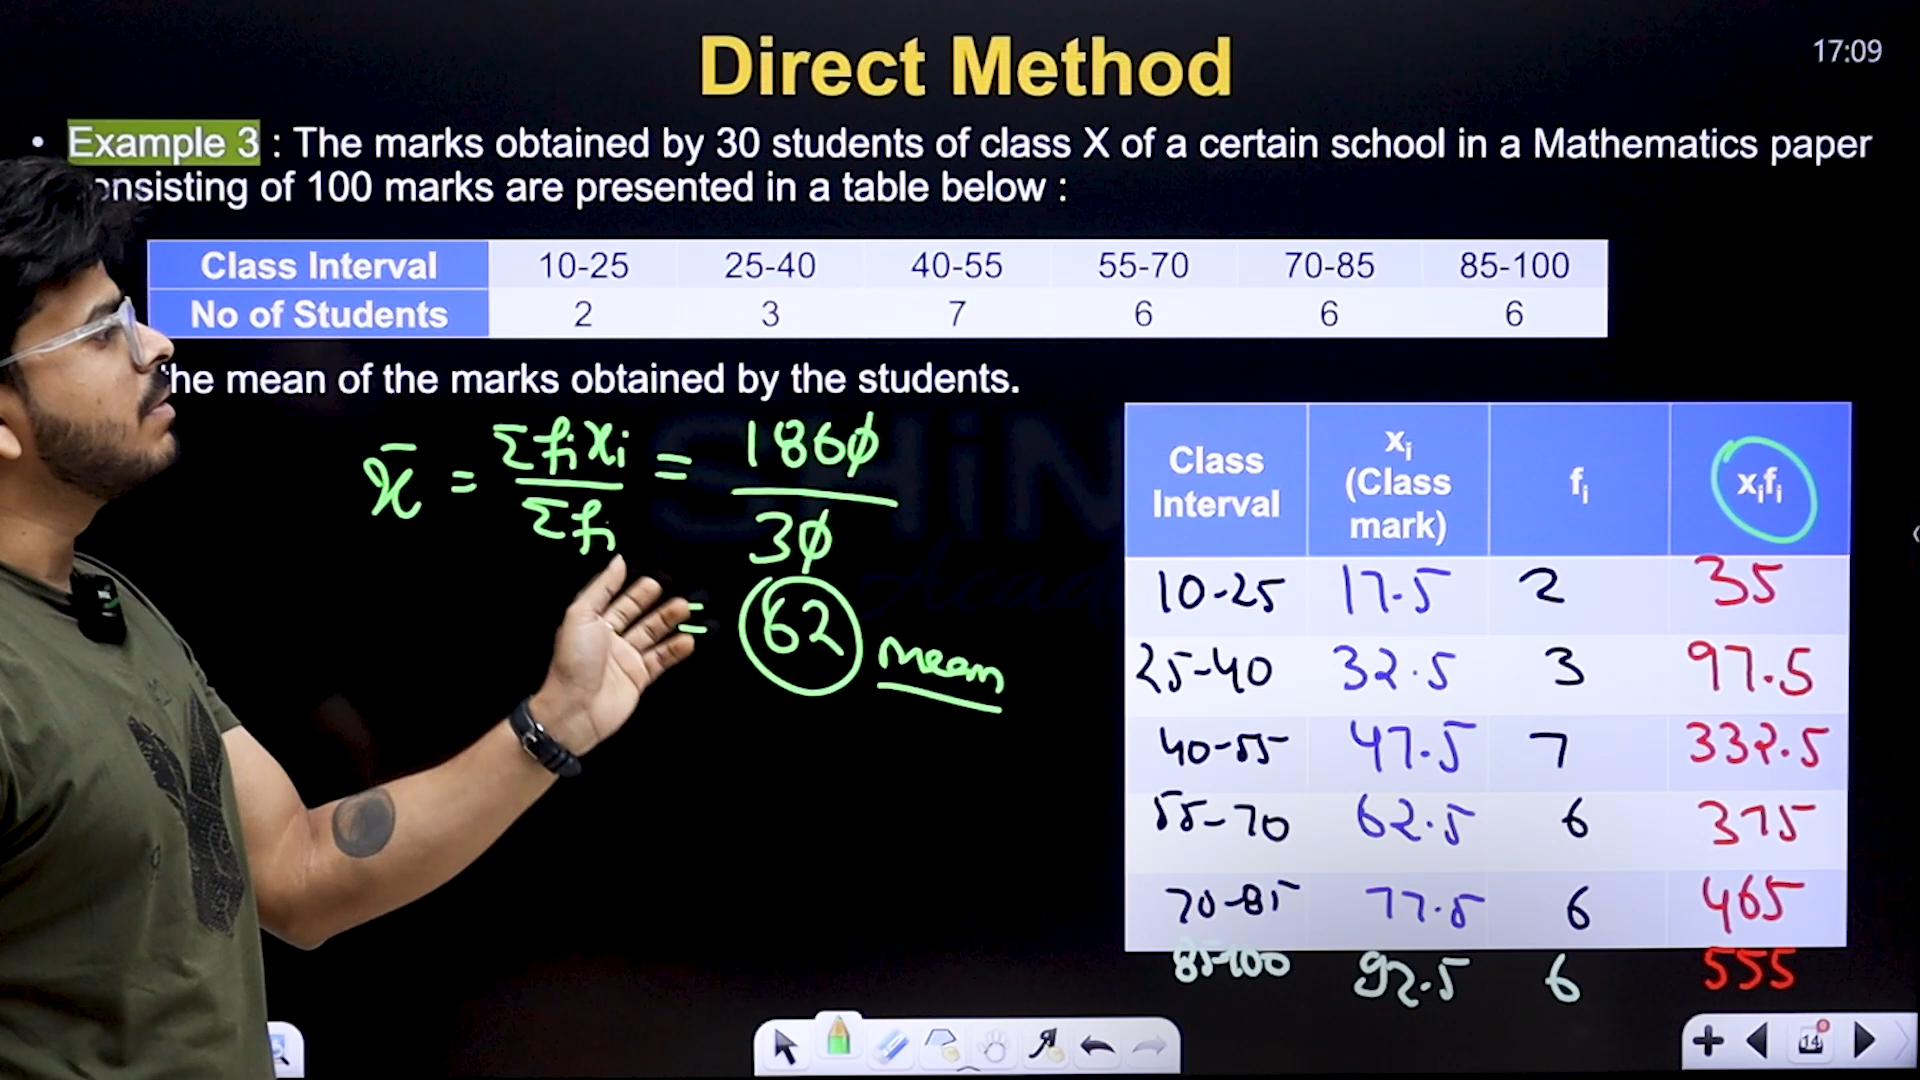 Direct Method
17:09
• Example 3 : The marks obtained by 30 students of class X of a certain school in a Mathematics paper
onsisting of 100 marks are presented in a table below :
Class Interval 10-25 25-40 40-55 55-70 70-85 85-100
No of Students 2 3 7 6 6 6
he mean of the marks obtained by the students.
x̄ = Σfixi / Σfi = 1860 / 30
= 62 mean
Class Interval xi (Class mark) fi xifi
10-25 17.5 2 35
25-40 32.5 3 97.5
40-55 47.5 7 332.5
55-70 62.5 6 375
70-85 77.5 6 465
85-100 92.5 6 555
SHiN
Acad
14